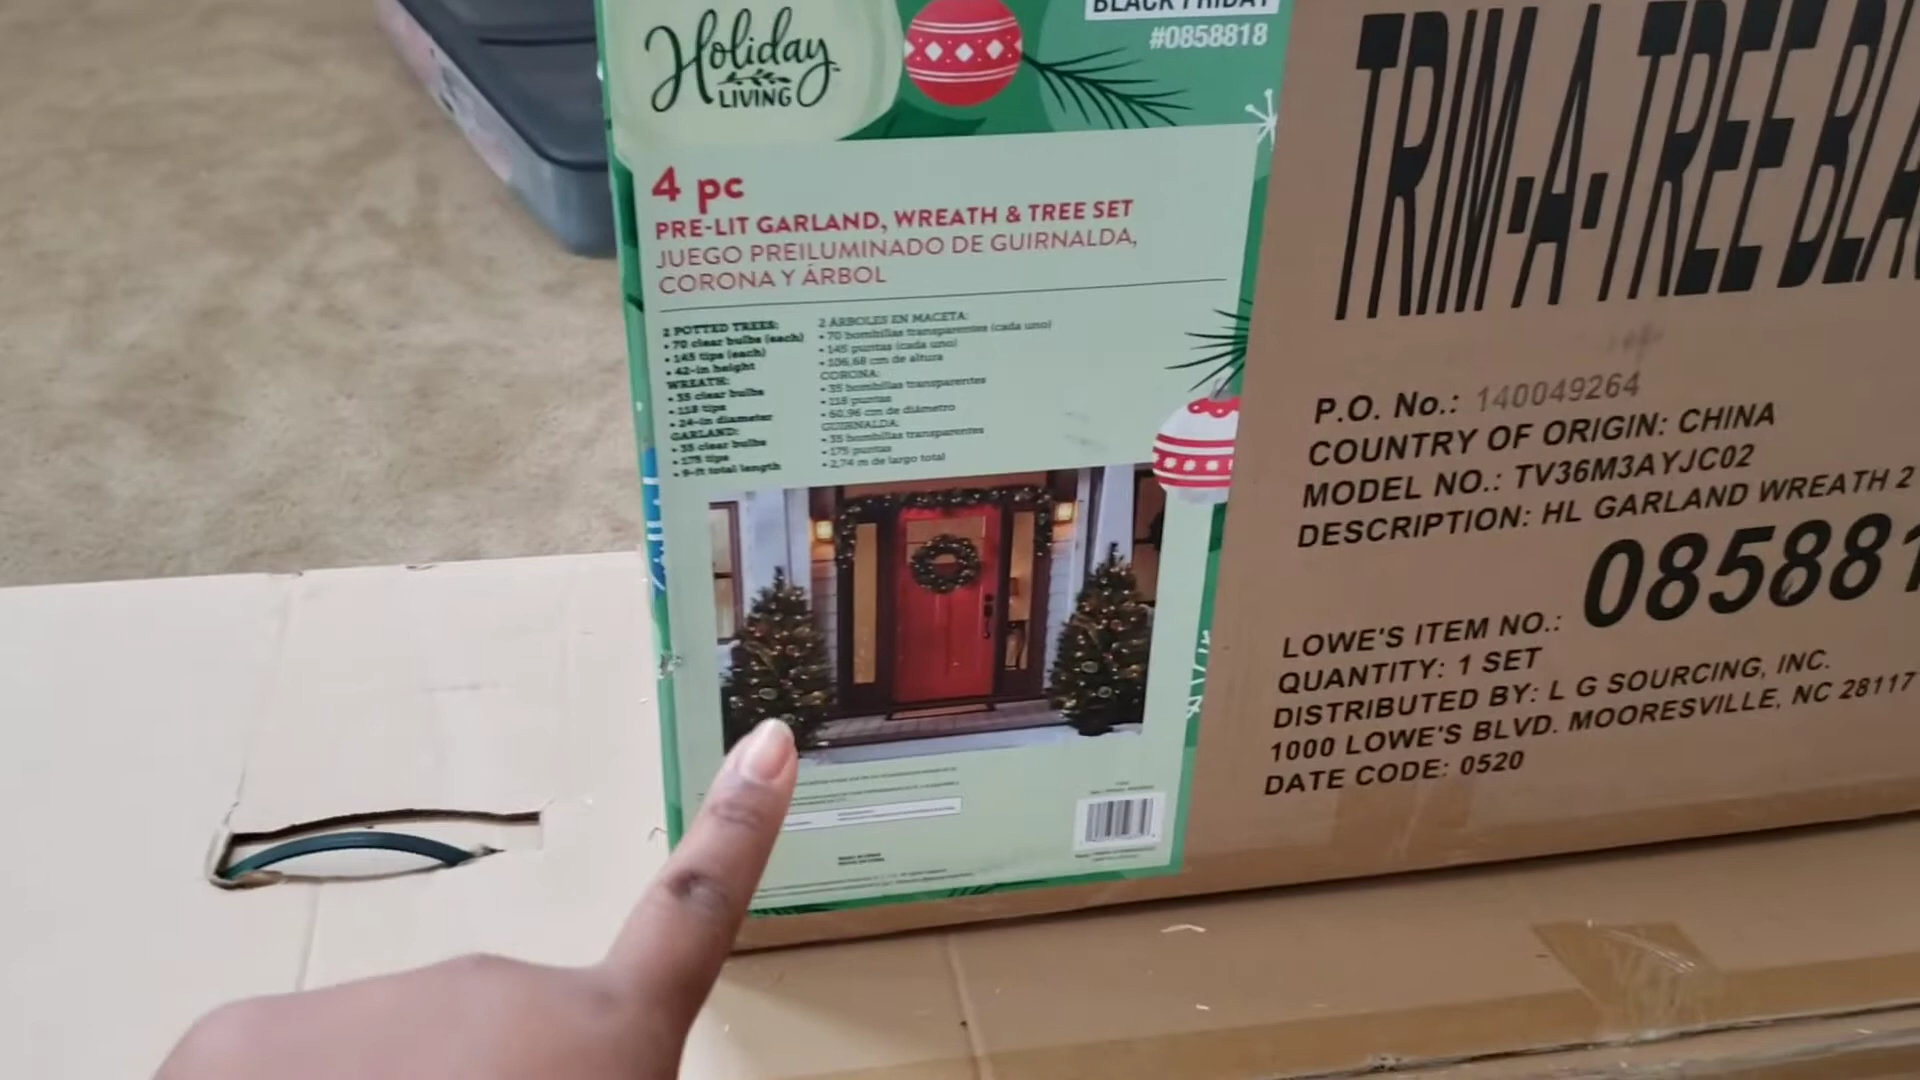 Holiday
LIVING
BLACK FRIDAY
#0858818
4 pc
PRE-LIT GARLAND, WREATH & TREE SET
JUEGO PREILUMINADO DE GUIRNALDA,
CORONA Y ÁRBOL
2 POTTED TREES:
• 70 clear bulbs (each)
• 145 tips (each)
• 42-in height
WREATH:
• 35 clear bulbs
• 118 tips
• 24-in diameter
GARLAND:
• 35 clear bulbs
• 175 tips
• 9-ft total length
2 ÁRBOLES EN MACETA:
• 70 bombillas transparentes (cada uno)
• 145 puntas (cada uno)
• 106,68 cm de altura
CORONA:
• 35 bombillas transparentes
• 118 puntas
• 60,96 cm de diámetro
GUIRNALDA:
• 35 bombillas transparentes
• 175 puntas
• 2,74 m de largo total
TRIM-A-TREE BLA
P.O. No.: 140049264
COUNTRY OF ORIGIN: CHINA
MODEL NO.: TV36M3AYJC02
DESCRIPTION: HL GARLAND WREATH 2
085881
LOWE'S ITEM NO.:
QUANTITY: 1 SET
DISTRIBUTED BY: L G SOURCING, INC.
1000 LOWE'S BLVD. MOORESVILLE, NC 28117
DATE CODE: 0520